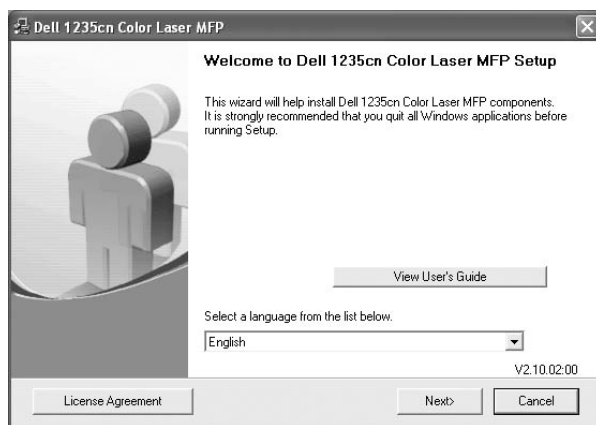 Dell 1235cn Color Laser MFP
Welcome to Dell 1235cn Color Laser MFP Setup
This wizard will help install Dell 1235cn Color Laser MFP components.
It is strongly recommended that you quit all Windows applications before
running Setup.
View User's Guide
Select a language from the list below.
English
V2.10.02:00
License Agreement
Next>
Cancel